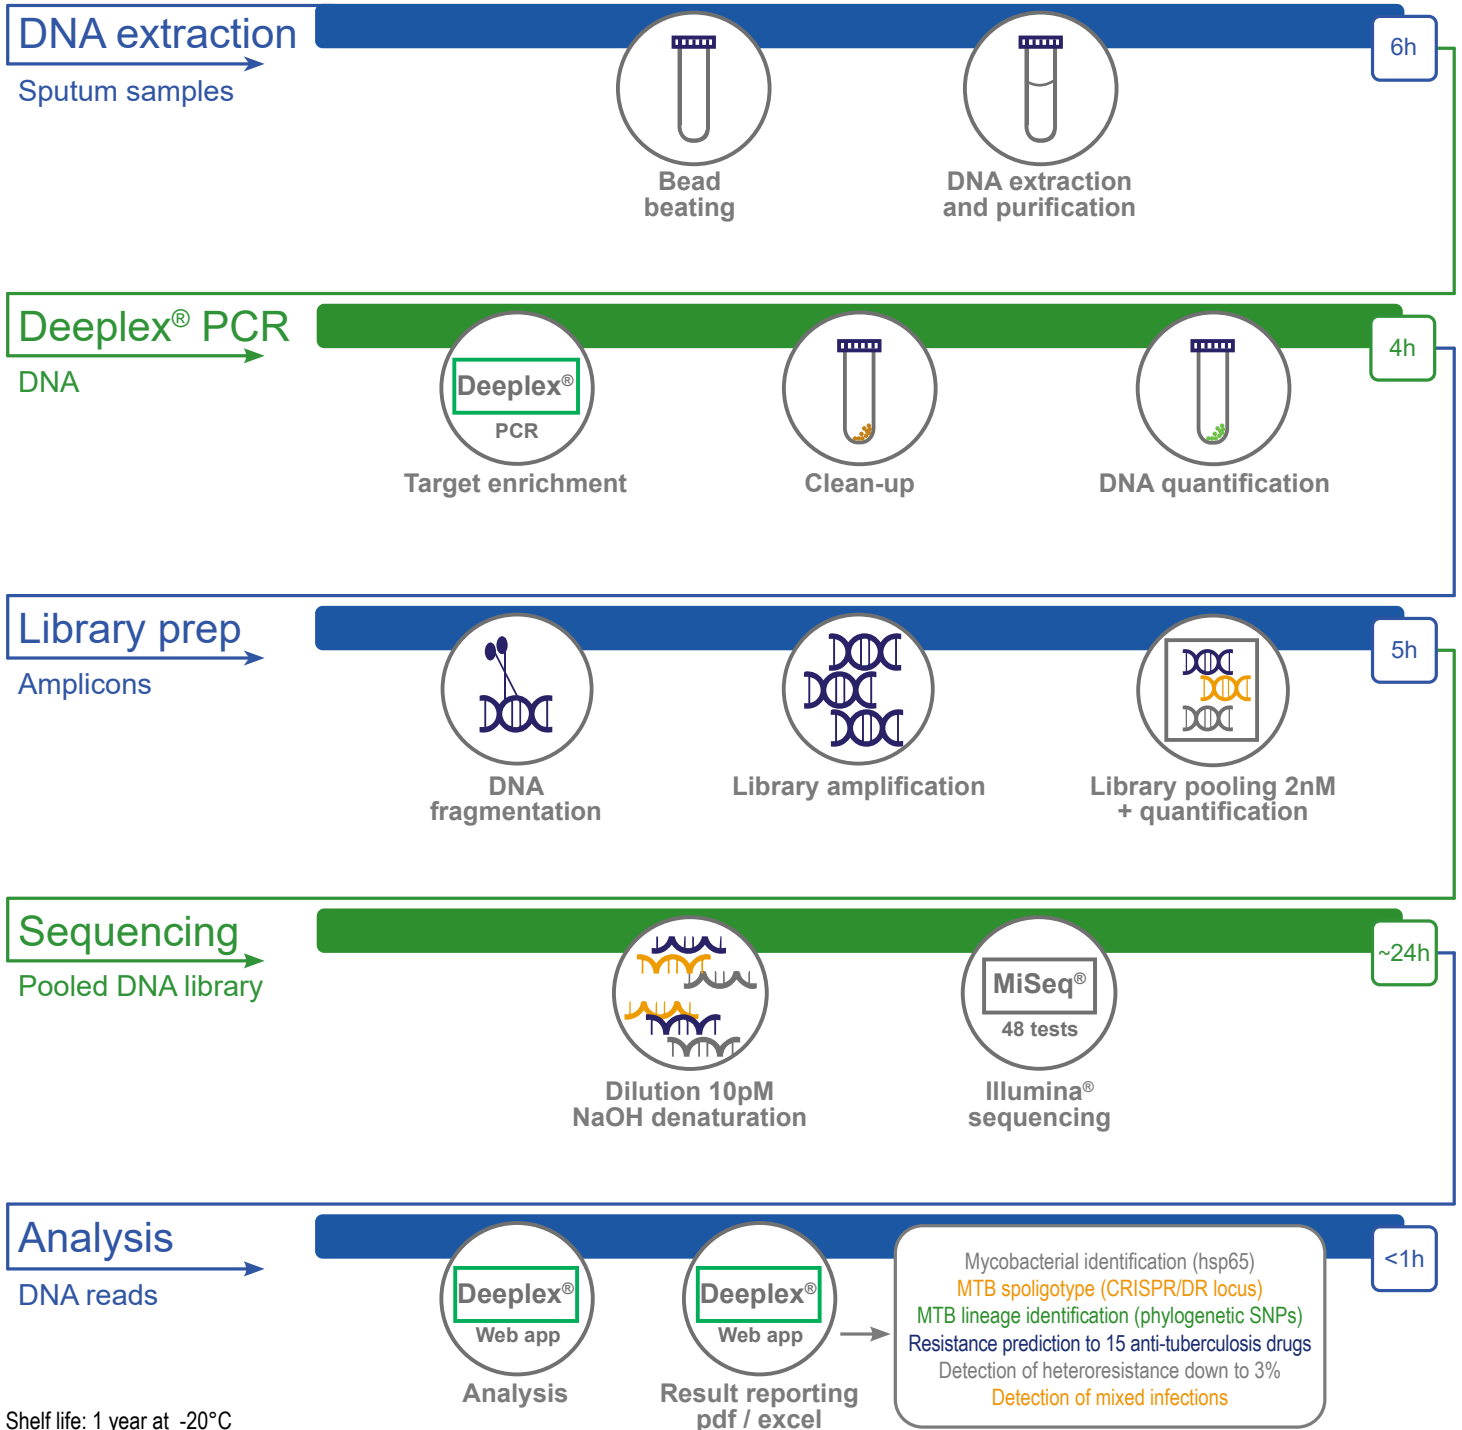 DNA extraction
6h
Sputum samples
Bead
beating
DNA extraction
and purification
Deeplex® PCR
4h
DNA
Deeplex®
PCR
Target enrichment
Clean-up
DNA quantification
Library prep
5h
Amplicons
DNA
fragmentation
Library amplification
Library pooling 2nM
+ quantification
Sequencing
~24h
Pooled DNA library
MiSeq®
48 tests
Dilution 10pM
NaOH denaturation
Illumina®
sequencing
Analysis
<1h
DNA reads
Deeplex®
Web app
Analysis
Deeplex®
Web app
Result reporting
pdf / excel
Mycobacterial identification (hsp65)
MTB spoligotype (CRISPR/DR locus)
MTB lineage identification (phylogenetic SNPs)
Resistance prediction to 15 anti-tuberculosis drugs
Detection of heteroresistance down to 3%
Detection of mixed infections
Shelf life: 1 year at -20°C